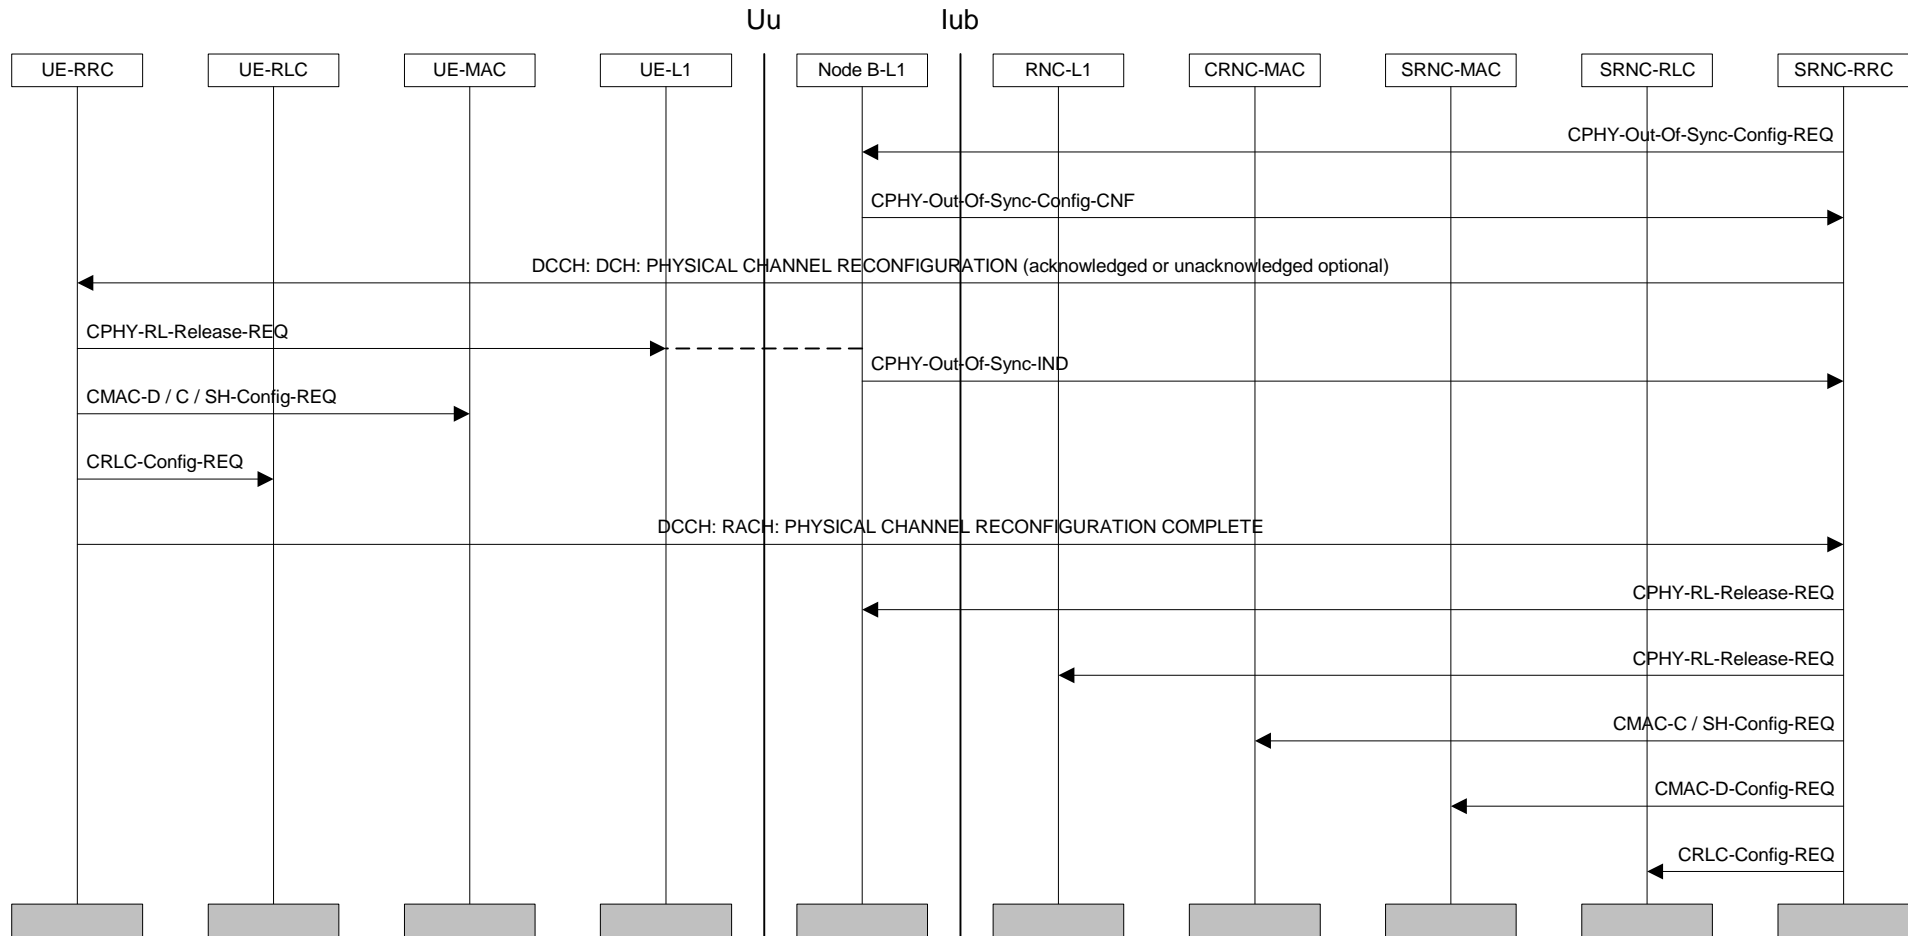 Uu
Iub
UE-RRC
UE-RLC
UE-MAC
UE-L1
Node B-L1
RNC-L1
CRNC-MAC
SRNC-MAC
SRNC-RLC
SRNC-RRC
CPHY-Out-Of-Sync-Config-REQ
CPHY-Out-Of-Sync-Config-CNF
DCCH: DCH: PHYSICAL CHANNEL RECONFIGURATION (acknowledged or unacknowledged optional)
CPHY-RL-Release-REQ
CPHY-Out-Of-Sync-IND
CMAC-D / C / SH-Config-REQ
CRLC-Config-REQ
DCCH: RACH: PHYSICAL CHANNEL RECONFIGURATION COMPLETE
CPHY-RL-Release-REQ
CPHY-RL-Release-REQ
CMAC-C / SH-Config-REQ
CMAC-D-Config-REQ
CRLC-Config-REQ